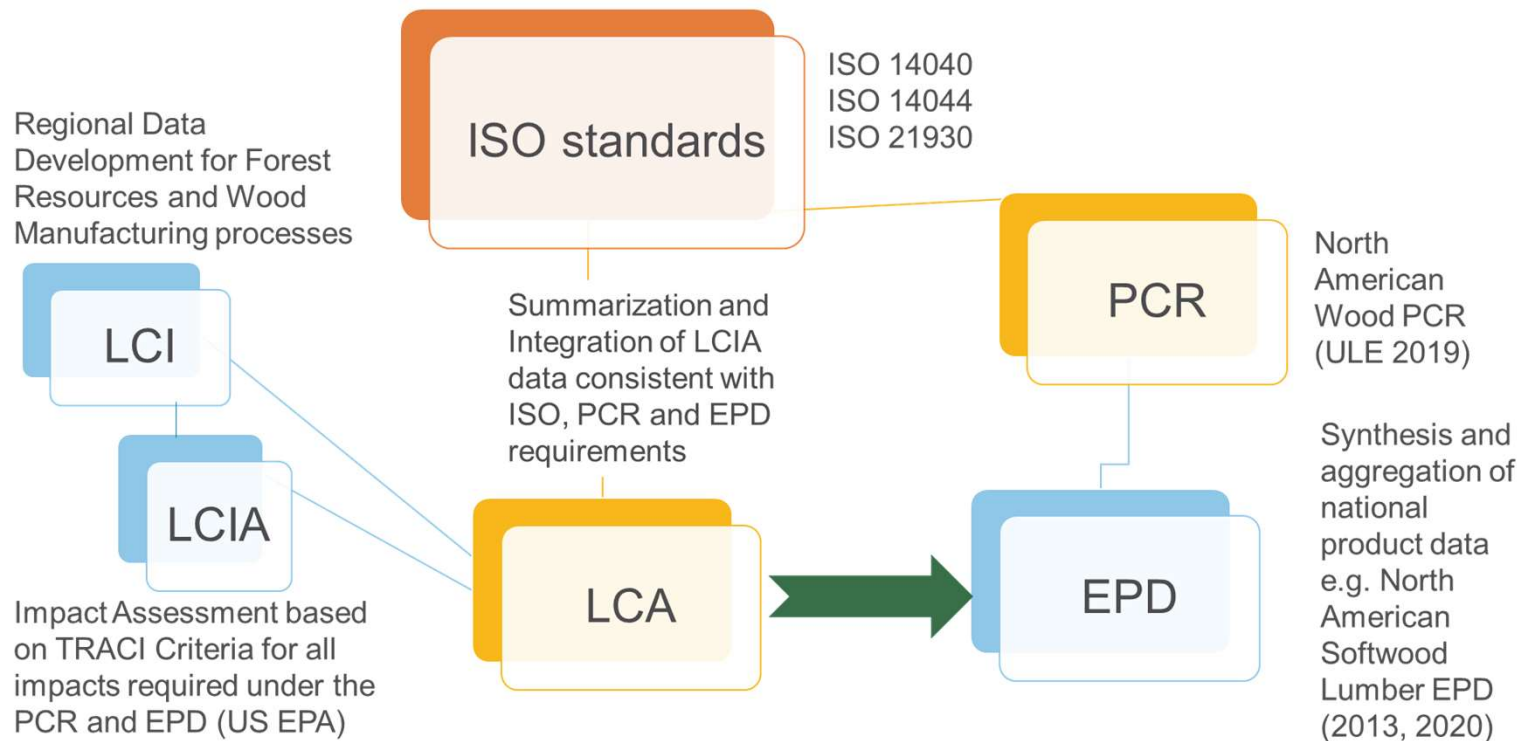 ISO standards
ISO 14040
ISO 14044
ISO 21930
Regional Data
Development for Forest
Resources and Wood
Manufacturing processes
LCI
LCIA
Impact Assessment based
on TRACI Criteria for all
impacts required under the
PCR and EPD (US EPA)
Summarization and
Integration of LCIA
data consistent with
ISO, PCR and EPD
requirements
LCA
PCR
North
American
Wood PCR
(ULE 2019)
EPD
Synthesis and
aggregation of
national
product data
e.g. North
American
Softwood
Lumber EPD
(2013, 2020)